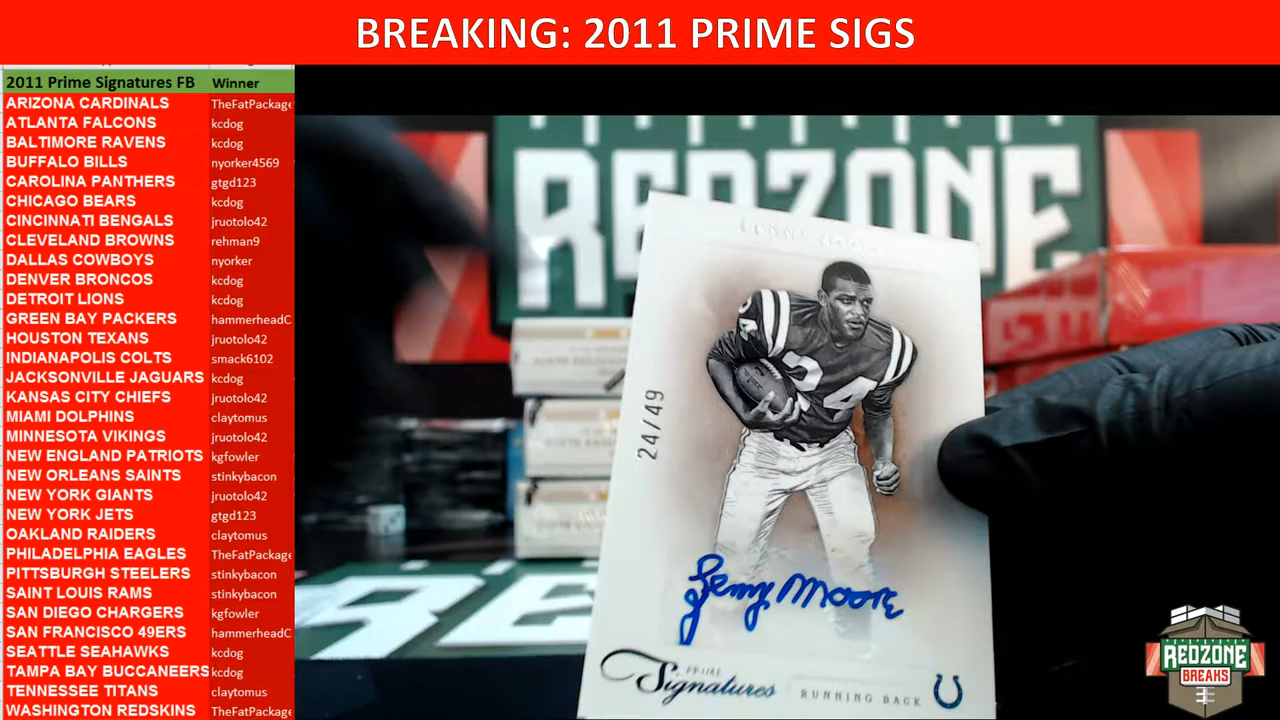 BREAKING: 2011 PRIME SIGS
2011 Prime Signatures FB Winner
ARIZONA CARDINALS TheFatPackage
ATLANTA FALCONS kcdog
BALTIMORE RAVENS kcdog
BUFFALO BILLS nyorker4569
CAROLINA PANTHERS gtgd123
CHICAGO BEARS kcdog
CINCINNATI BENGALS jruotolo42
CLEVELAND BROWNS rehman9
DALLAS COWBOYS nyorker
DENVER BRONCOS kcdog
DETROIT LIONS kcdog
GREEN BAY PACKERS hammerheadC
HOUSTON TEXANS jruotolo42
INDIANAPOLIS COLTS smack6102
JACKSONVILLE JAGUARS kcdog
KANSAS CITY CHIEFS jruotolo42
MIAMI DOLPHINS claytomus
MINNESOTA VIKINGS jruotolo42
NEW ENGLAND PATRIOTS kgfowler
NEW ORLEANS SAINTS stinkybacon
NEW YORK GIANTS jruotolo42
NEW YORK JETS gtgd123
OAKLAND RAIDERS claytomus
PHILADELPHIA EAGLES TheFatPackage
PITTSBURGH STEELERS stinkybacon
SAINT LOUIS RAMS stinkybacon
SAN DIEGO CHARGERS kgfowler
SAN FRANCISCO 49ERS hammerheadC
SEATTLE SEAHAWKS kcdog
TAMPA BAY BUCCANEERS kcdog
TENNESSEE TITANS claytomus
WASHINGTON REDSKINS TheFatPackage
REDZONE
24/49
24
24
Lenny Moore
PRIME
Signatures
RUNNING BACK
REDZONE
BREAKS